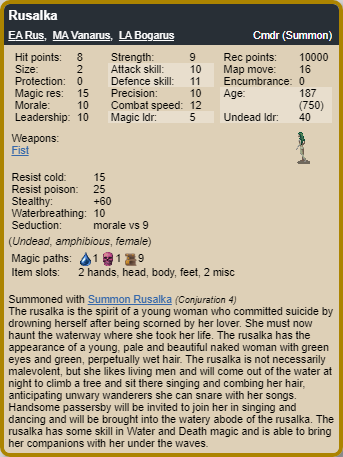 Rusalka
EA Rus, MA Vanarus, LA Bogarus Cmdr (Summon)
Hit points: 8 Strength: 9 Rec points: 10000
Size: 2 Attack skill: 10 Map move: 16
Protection: 0 Defence skill: 11 Encumbrance: 0
Magic res: 15 Precision: 10 Age: 187
Morale: 10 Combat speed: 12 (750)
Leadership: 10 Magic ldr: 5 Undead ldr: 40
Weapons:
Fist
Resist cold: 15
Resist poison: 25
Stealthy: +60
Waterbreathing: 10
Seduction: morale vs 9
(Undead, amphibious, female)
Magic paths: 1 1 9
Item slots: 2 hands, head, body, feet, 2 misc
Summoned with Summon Rusalka (Conjuration 4)
The rusalka is the spirit of a young woman who committed suicide by
drowning herself after being scorned by her lover. She must now
haunt the waterway where she took her life. The rusalka has the
appearance of a young, pale and beautiful naked woman with green
eyes and green, perpetually wet hair. The rusalka is not necessarily
malevolent, but she likes living men and will come out of the water at
night to climb a tree and sit there singing and combing her hair,
anticipating unwary wanderers she can snare with her songs.
Handsome passersby will be invited to join her in singing and
dancing and will be brought into the watery abode of the rusalka. The
rusalka has some skill in Water and Death magic and is able to bring
her companions with her under the waves.